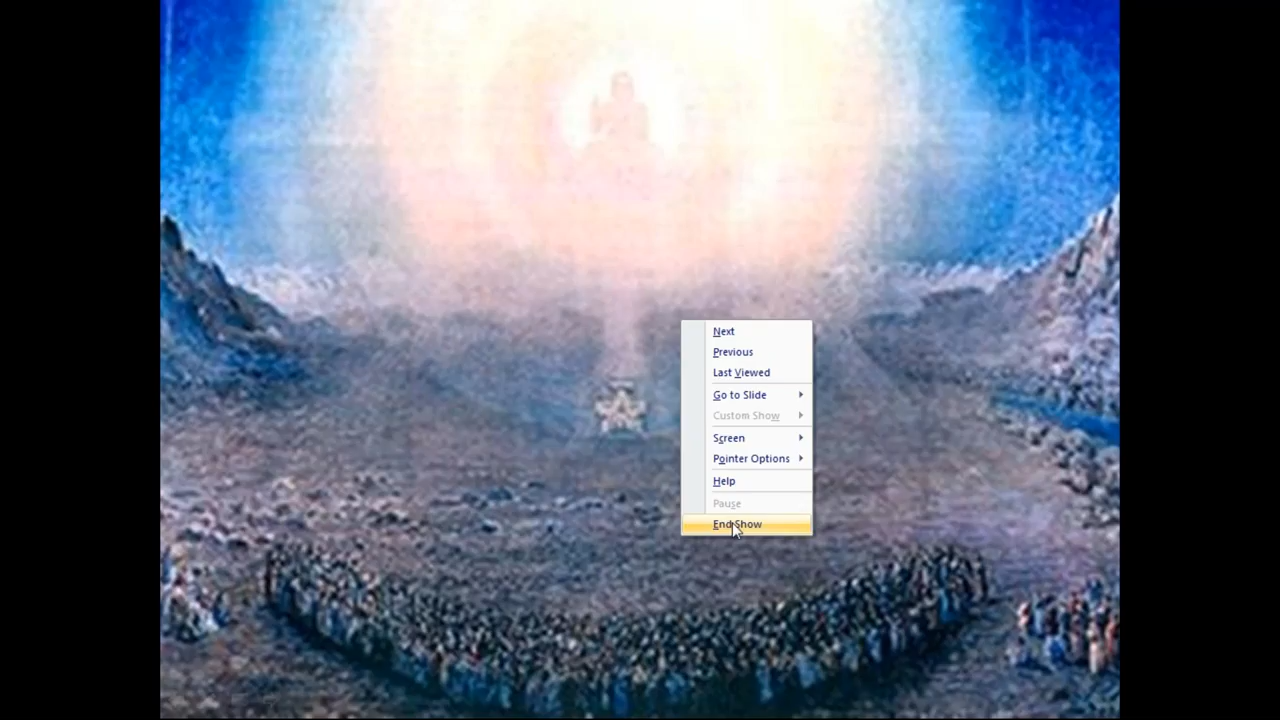 Next
Previous
Last Viewed
Go to Slide
Custom Show
Screen
Pointer Options
Help
Pause
End Show